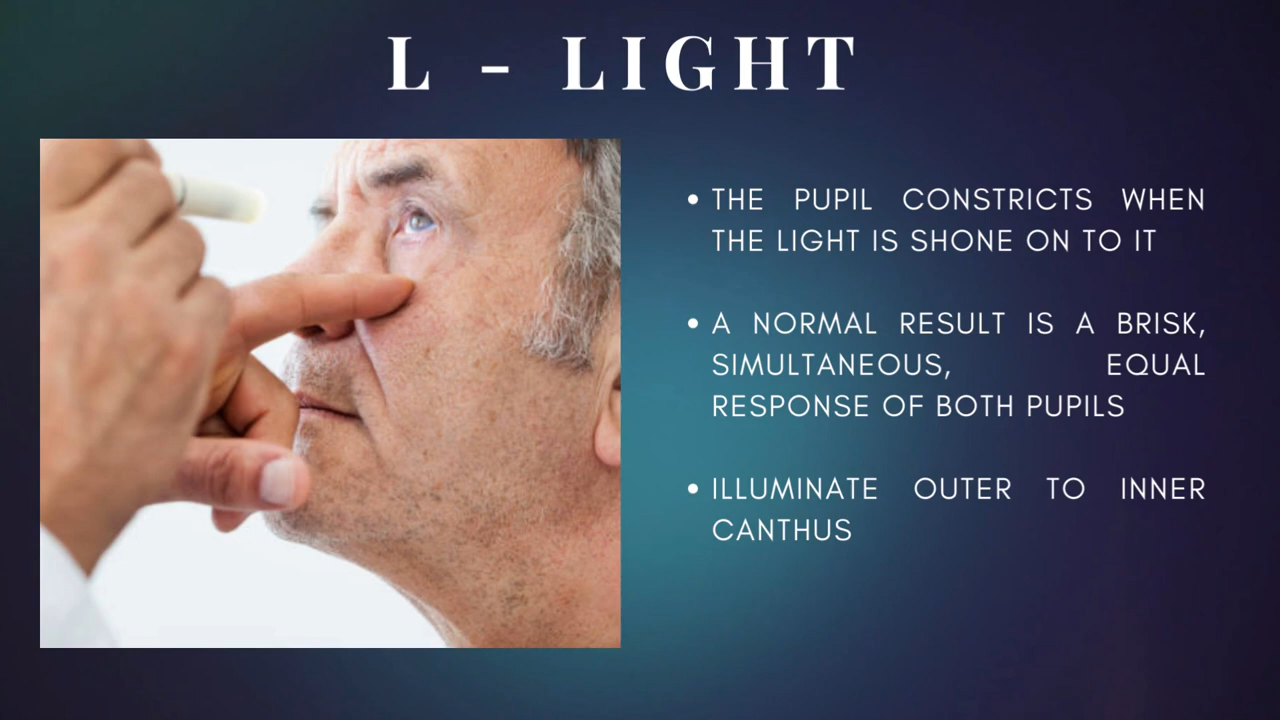 L - LIGHT
• THE PUPIL CONSTRICTS WHEN
THE LIGHT IS SHONE ON TO IT
• A NORMAL RESULT IS A BRISK,
SIMULTANEOUS, EQUAL
RESPONSE OF BOTH PUPILS
• ILLUMINATE OUTER TO INNER
CANTHUS